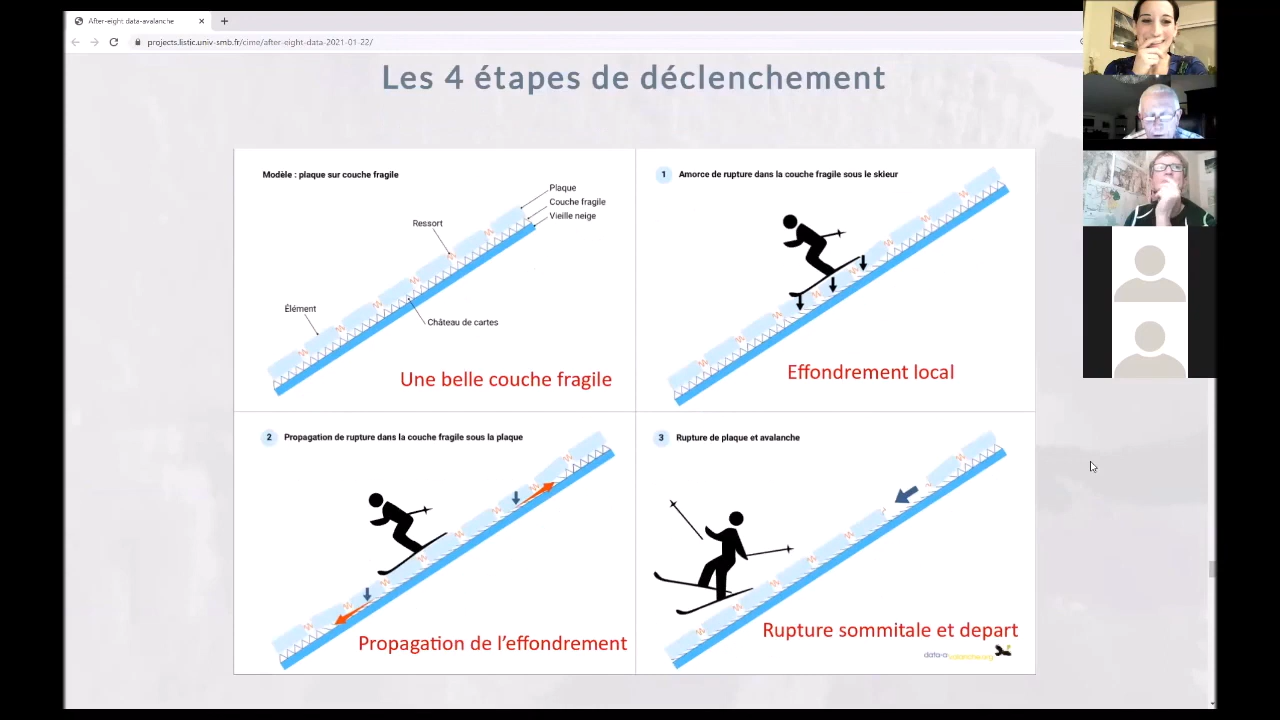 After-eight data-avalanche
projects.listic.univ-smb.fr/cime/after-eight-data-2021-01-22/
Les 4 étapes de déclenchement
Modèle : plaque sur couche fragile
Plaque
Couche fragile
Vieille neige
Ressort
Élément
Château de cartes
Une belle couche fragile
1 Amorce de rupture dans la couche fragile sous le skieur
Effondrement local
2 Propagation de rupture dans la couche fragile sous la plaque
Propagation de l'effondrement
3 Rupture de plaque et avalanche
Rupture sommitale et depart
data-avalanche.org